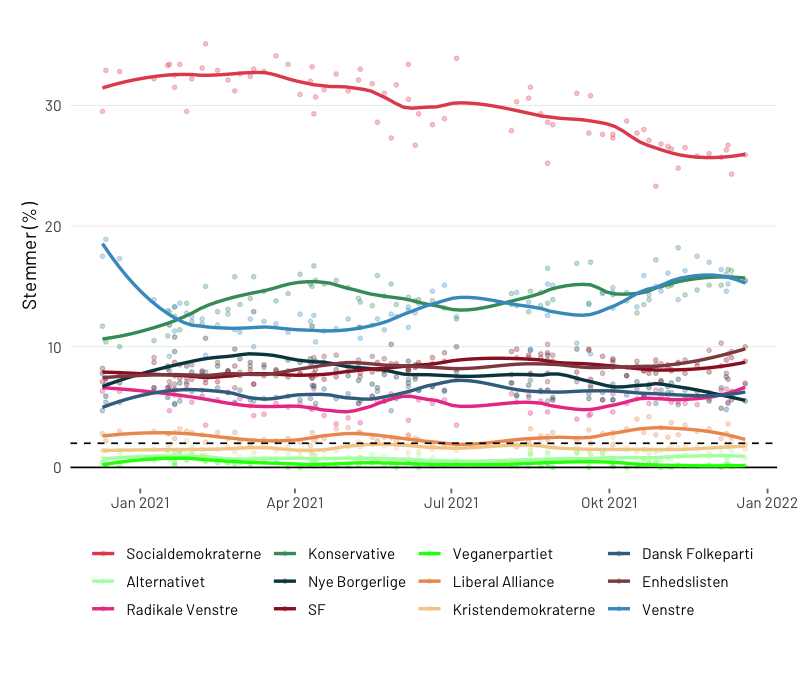 30
20
10
0
Stemmer(%)
Jan 2021
Apr 2021
Jul 2021
Okt 2021
Jan 2022
Socialdemokraterne
Konservative
Veganerpartiet
Dansk Folkeparti
Alternativet
Nye Borgerlige
Liberal Alliance
Enhedslisten
Radikale Venstre
SF
Kristendemokraterne
Venstre